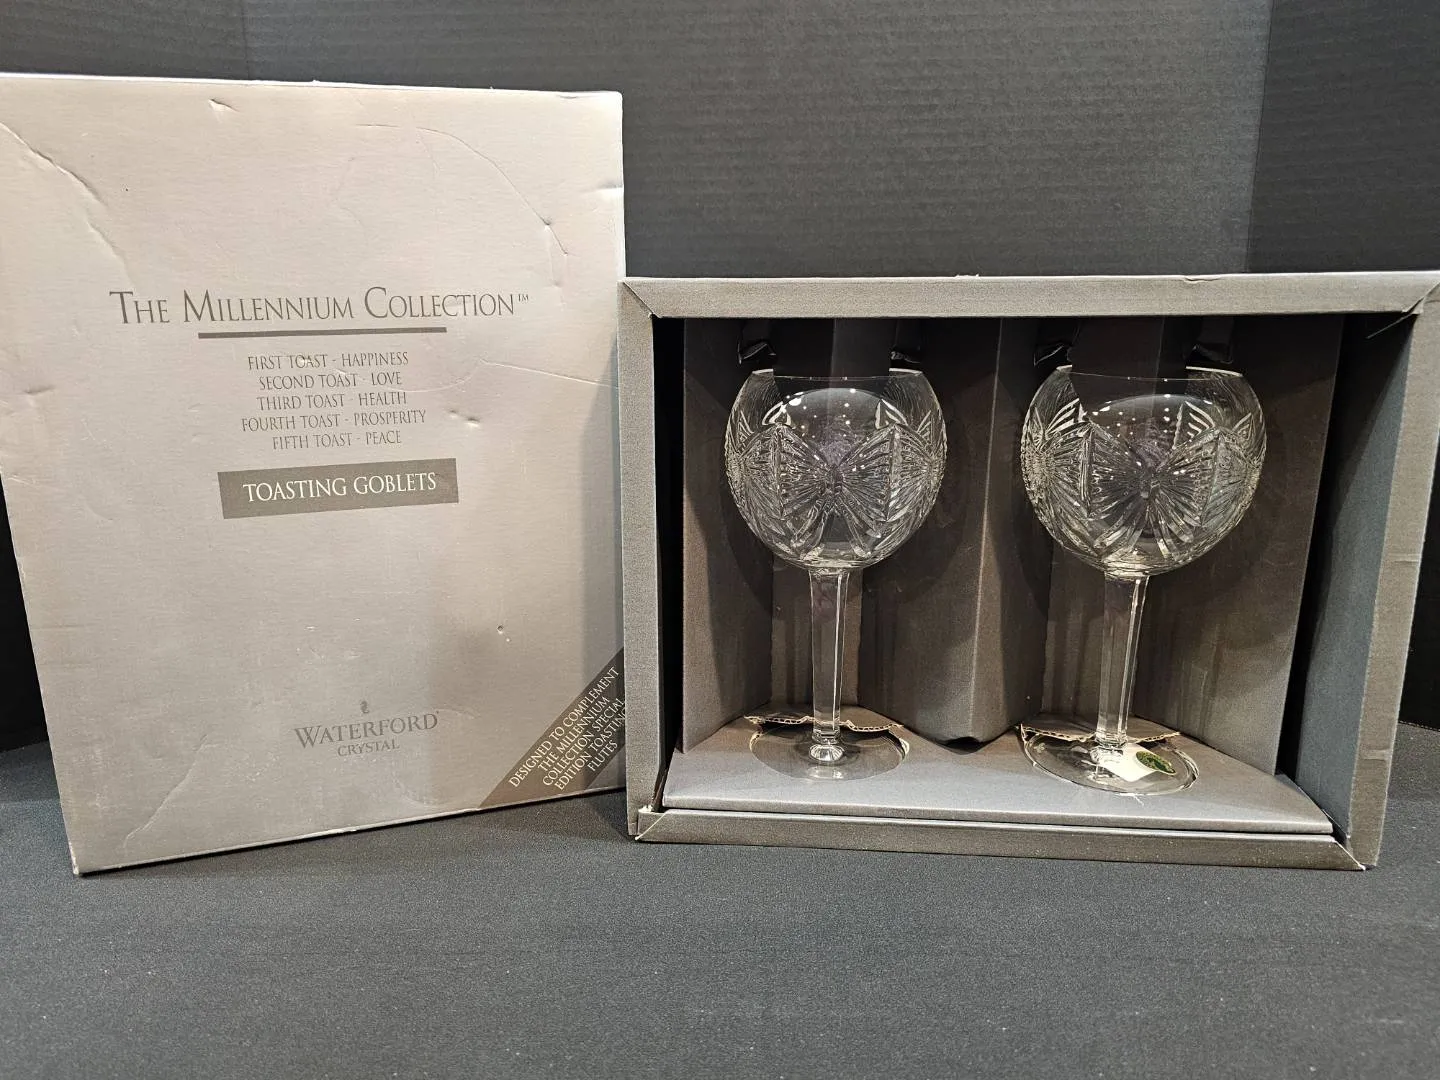 THE MILLENNIUM COLLECTION™
FIRST TOAST - HAPPINESS
SECOND TOAST - LOVE
THIRD TOAST - HEALTH
FOURTH TOAST - PROSPERITY
FIFTH TOAST - PEACE
TOASTING GOBLETS
WATERFORD®
CRYSTAL
DESIGNED TO COMPLEMENT
THE MILLENNIUM
COLLECTION SPECIAL
EDITION TOASTING
FLUTES